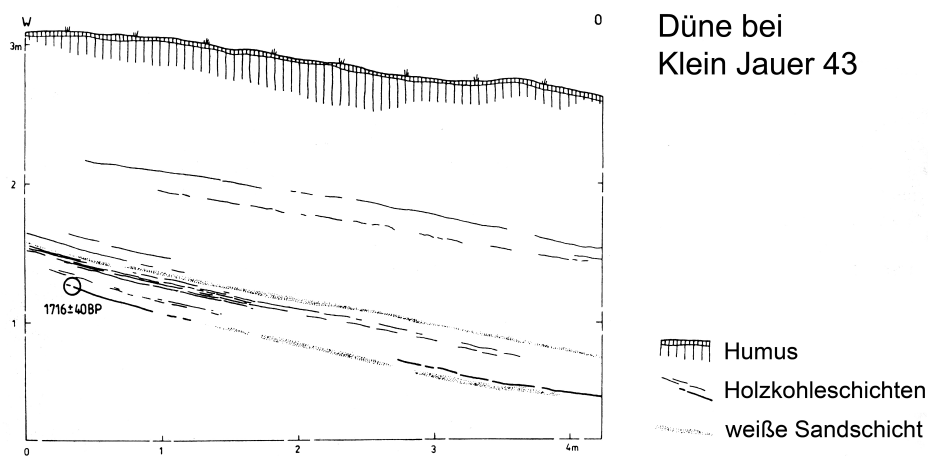 W
O
Düne bei
Klein Jauer 43
3m
2
1716±40BP
1
Humus
Holzkohleschichten
weiße Sandschicht
0
1
2
3
4m